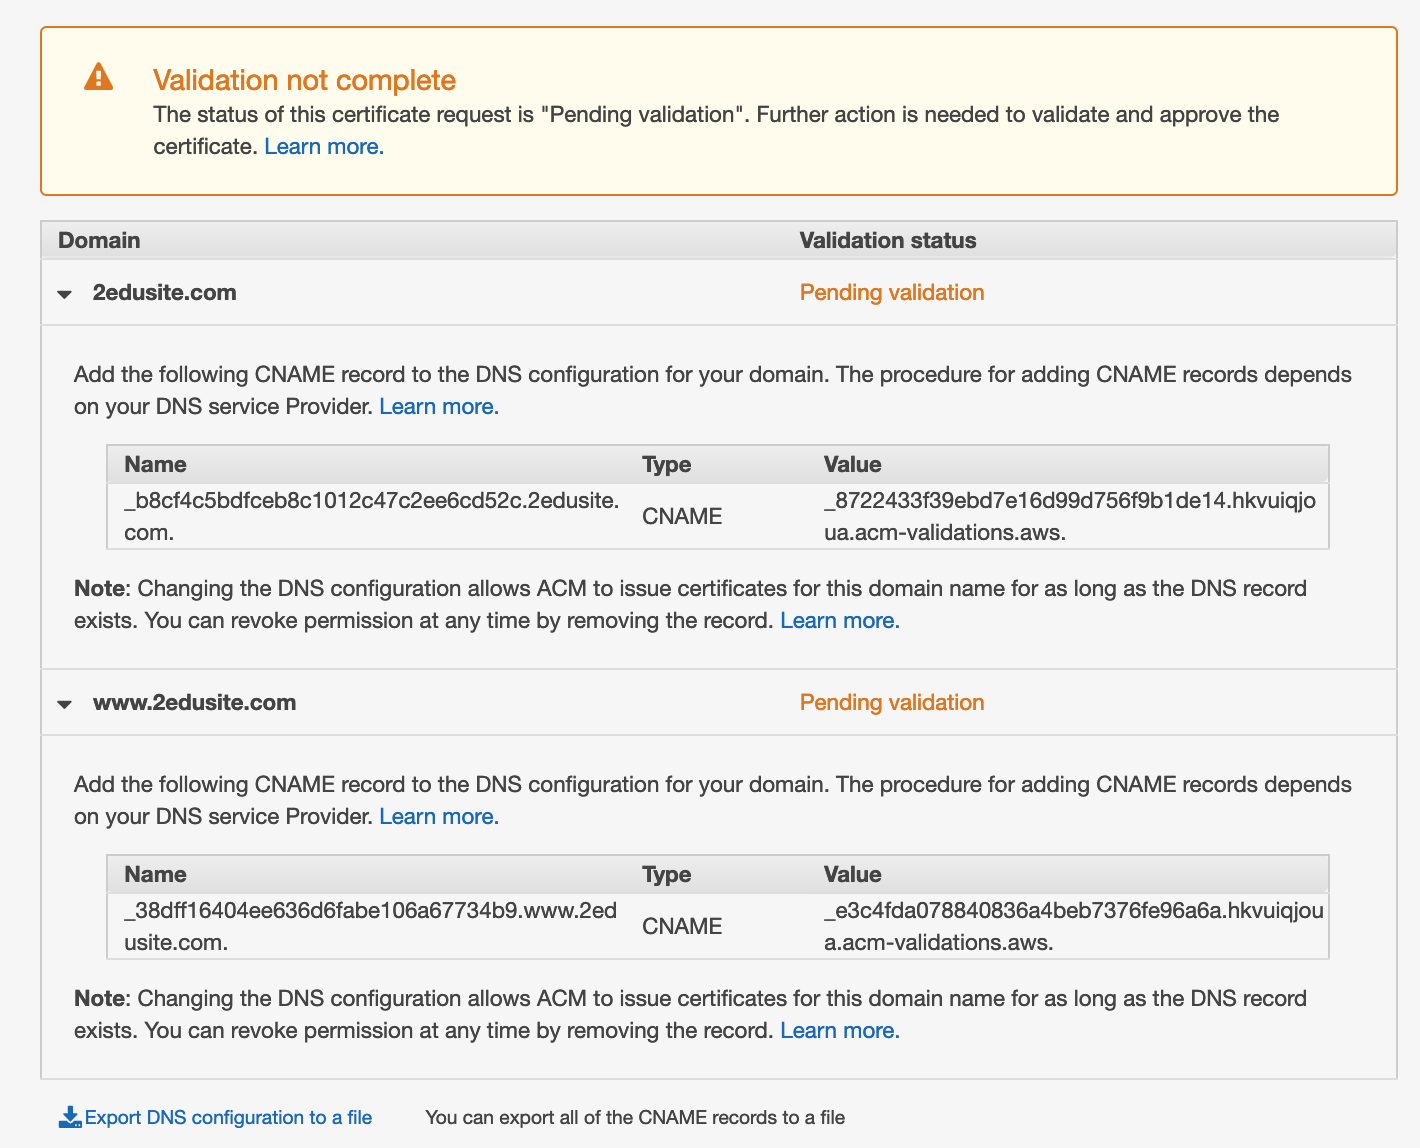 Validation not complete
The status of this certificate request is "Pending validation". Further action is needed to validate and approve the
certificate. Learn more.
Domain Validation status
2edusite.com Pending validation
Add the following CNAME record to the DNS configuration for your domain. The procedure for adding CNAME records depends
on your DNS service Provider. Learn more.
Name Type Value
_b8cf4c5bdfceb8c1012c47c2ee6cd52c.2edusite.
com.
CNAME
_8722433f39ebd7e16d99d756f9b1de14.hkvuiqjo
ua.acm-validations.aws.
Note: Changing the DNS configuration allows ACM to issue certificates for this domain name for as long as the DNS record
exists. You can revoke permission at any time by removing the record. Learn more.
www.2edusite.com Pending validation
Add the following CNAME record to the DNS configuration for your domain. The procedure for adding CNAME records depends
on your DNS service Provider. Learn more.
Name Type Value
_38dff16404ee636d6fabe106a67734b9.www.2ed
usite.com.
CNAME
_e3c4fda078840836a4beb7376fe96a6a.hkvuiqjou
a.acm-validations.aws.
Note: Changing the DNS configuration allows ACM to issue certificates for this domain name for as long as the DNS record
exists. You can revoke permission at any time by removing the record. Learn more.
Export DNS configuration to a file You can export all of the CNAME records to a file